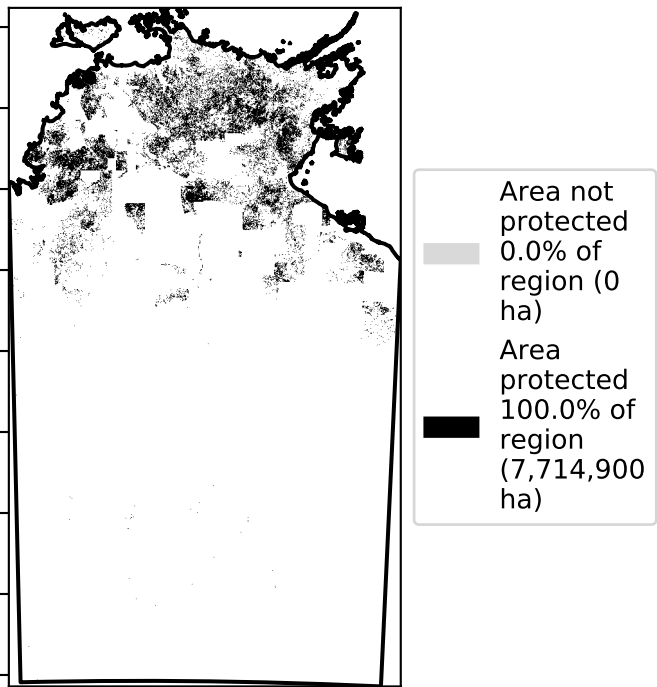 Area not
protected
0.0% of
region (0
ha)
Area
protected
100.0% of
region
(7,714,900
ha)